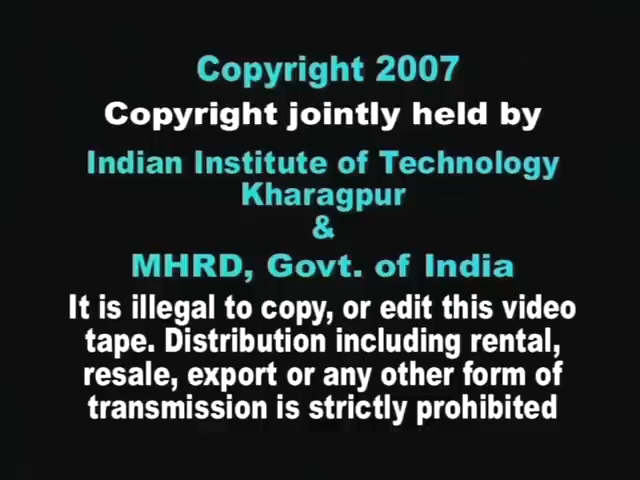 Copyright 2007
Copyright jointly held by
Indian Institute of Technology
Kharagpur
&
MHRD, Govt. of India
It is illegal to copy, or edit this video
tape. Distribution including rental,
resale, export or any other form of
transmission is strictly prohibited